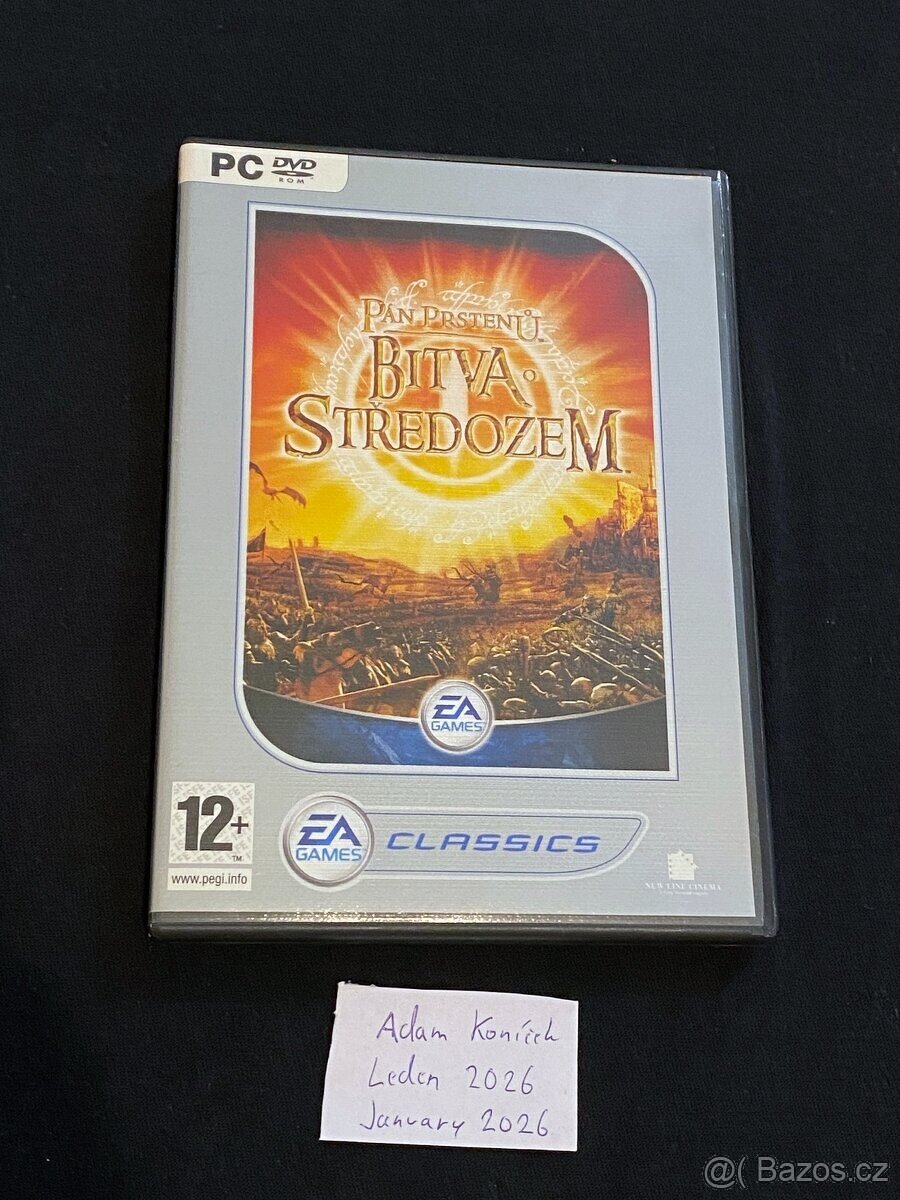 PC DVD
ROM
PÁN PRSTENŮ
BITVA O
STŘEDOZEM
EA
GAMES
12+
www.pegi.info
EA
GAMES
CLASSICS
NEW LINE CINEMA
Adam Koníček
Leden 2026
January 2026
@( Bazos.cz